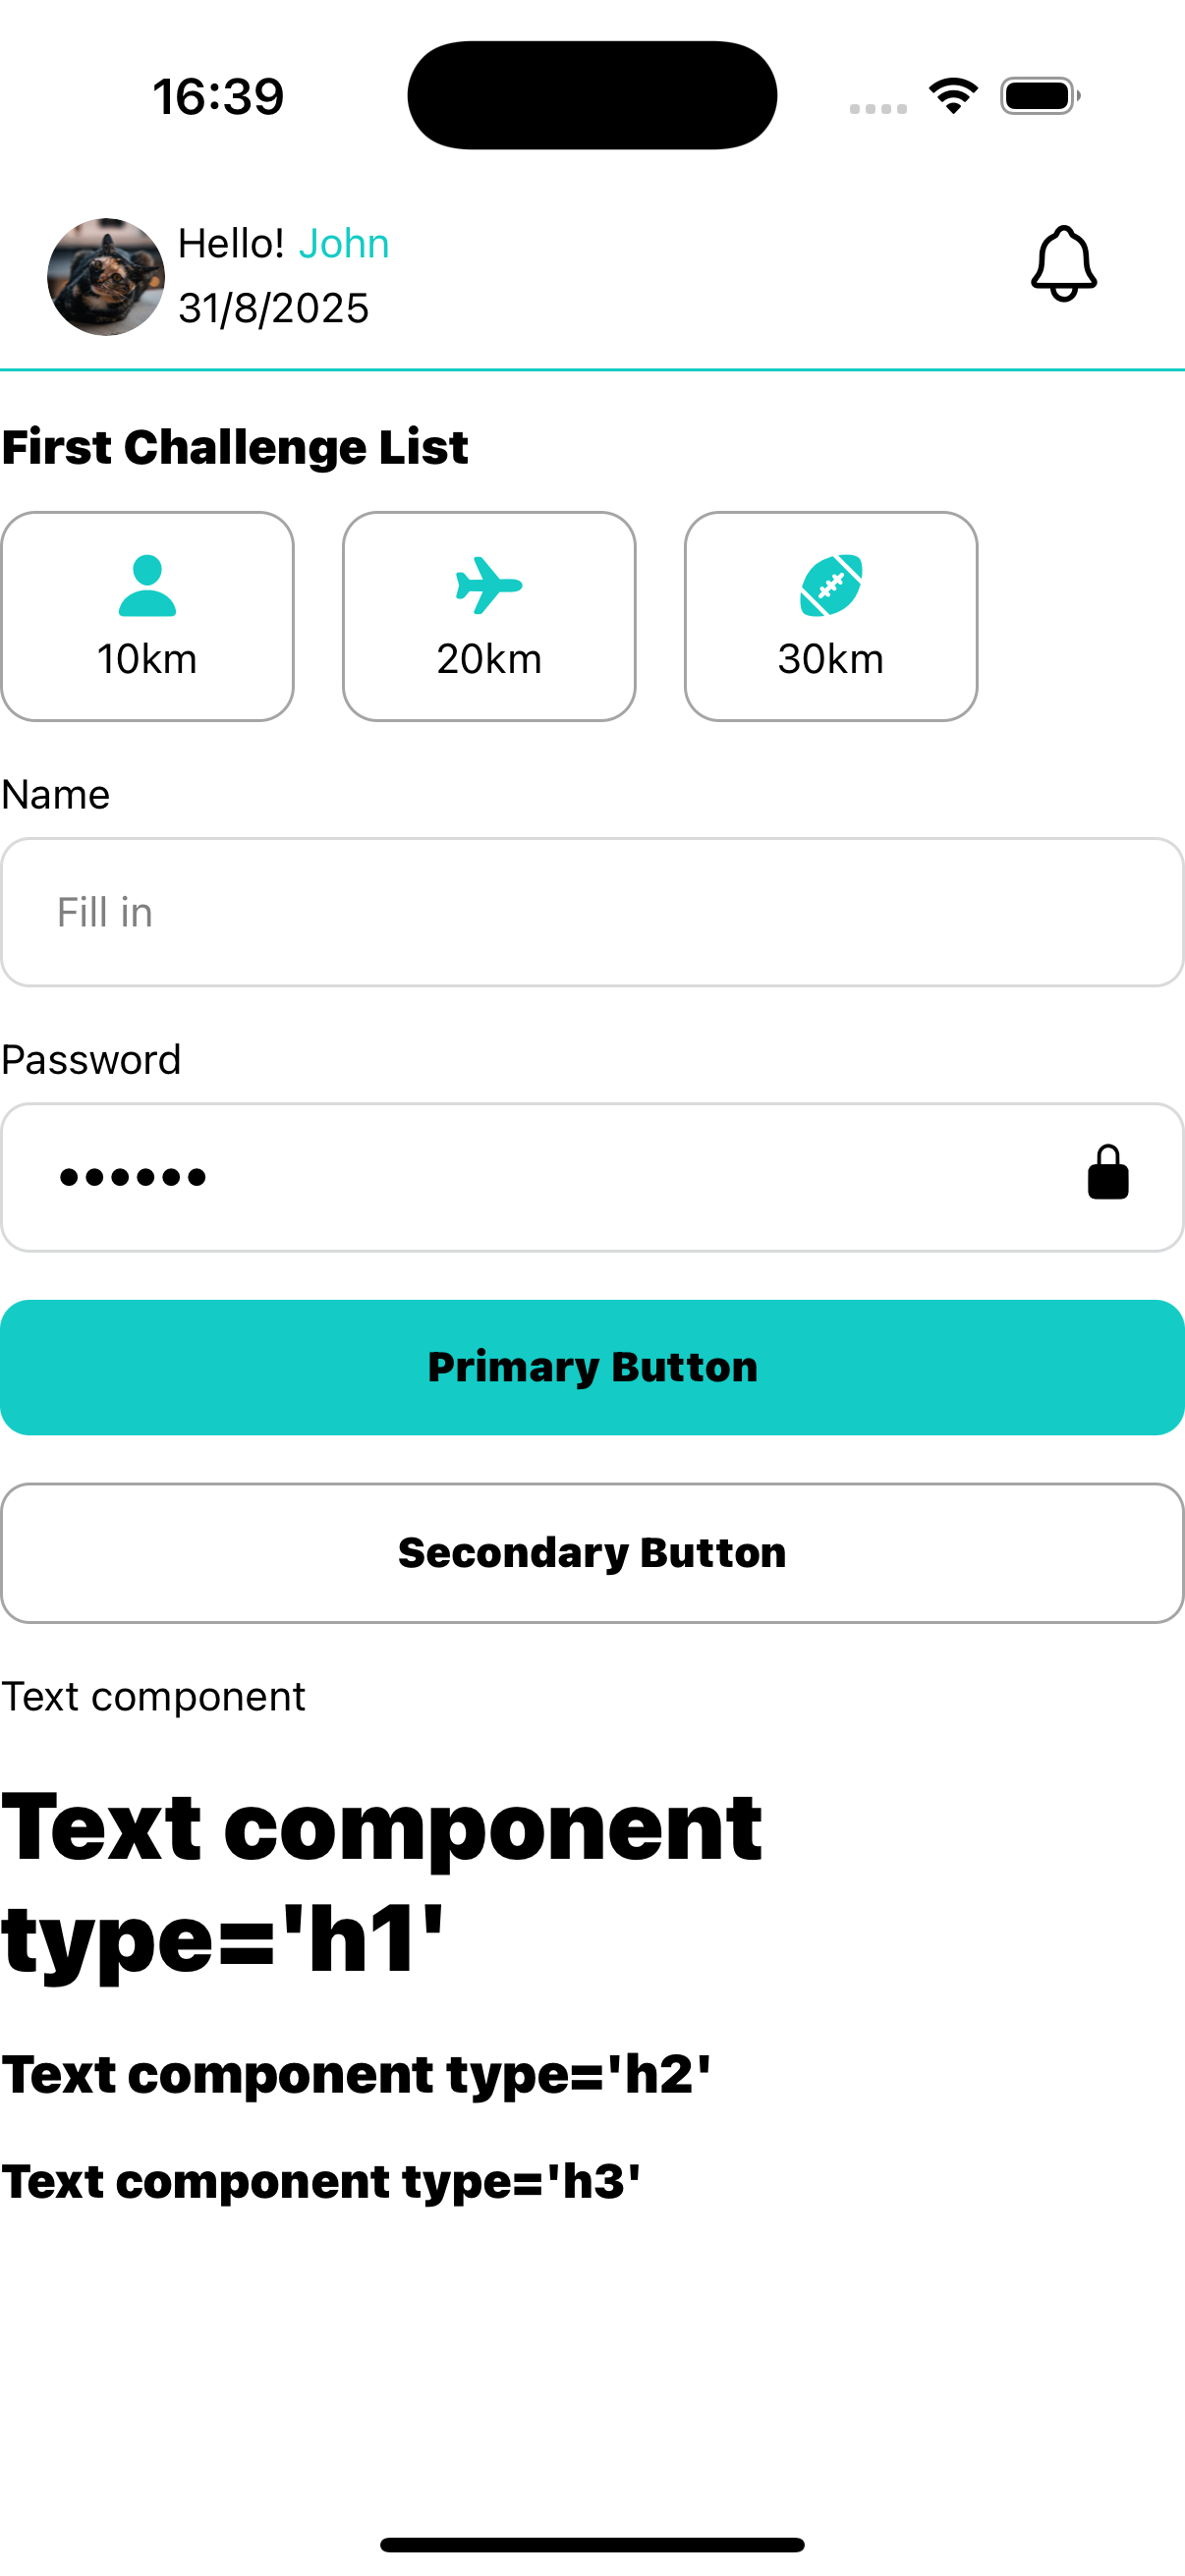 16:39
Hello! John
31/8/2025
First Challenge List
10km
20km
30km
Name
Fill in
Password
••••••
Primary Button
Secondary Button
Text component
Text component
type='h1'
Text component type='h2'
Text component type='h3'